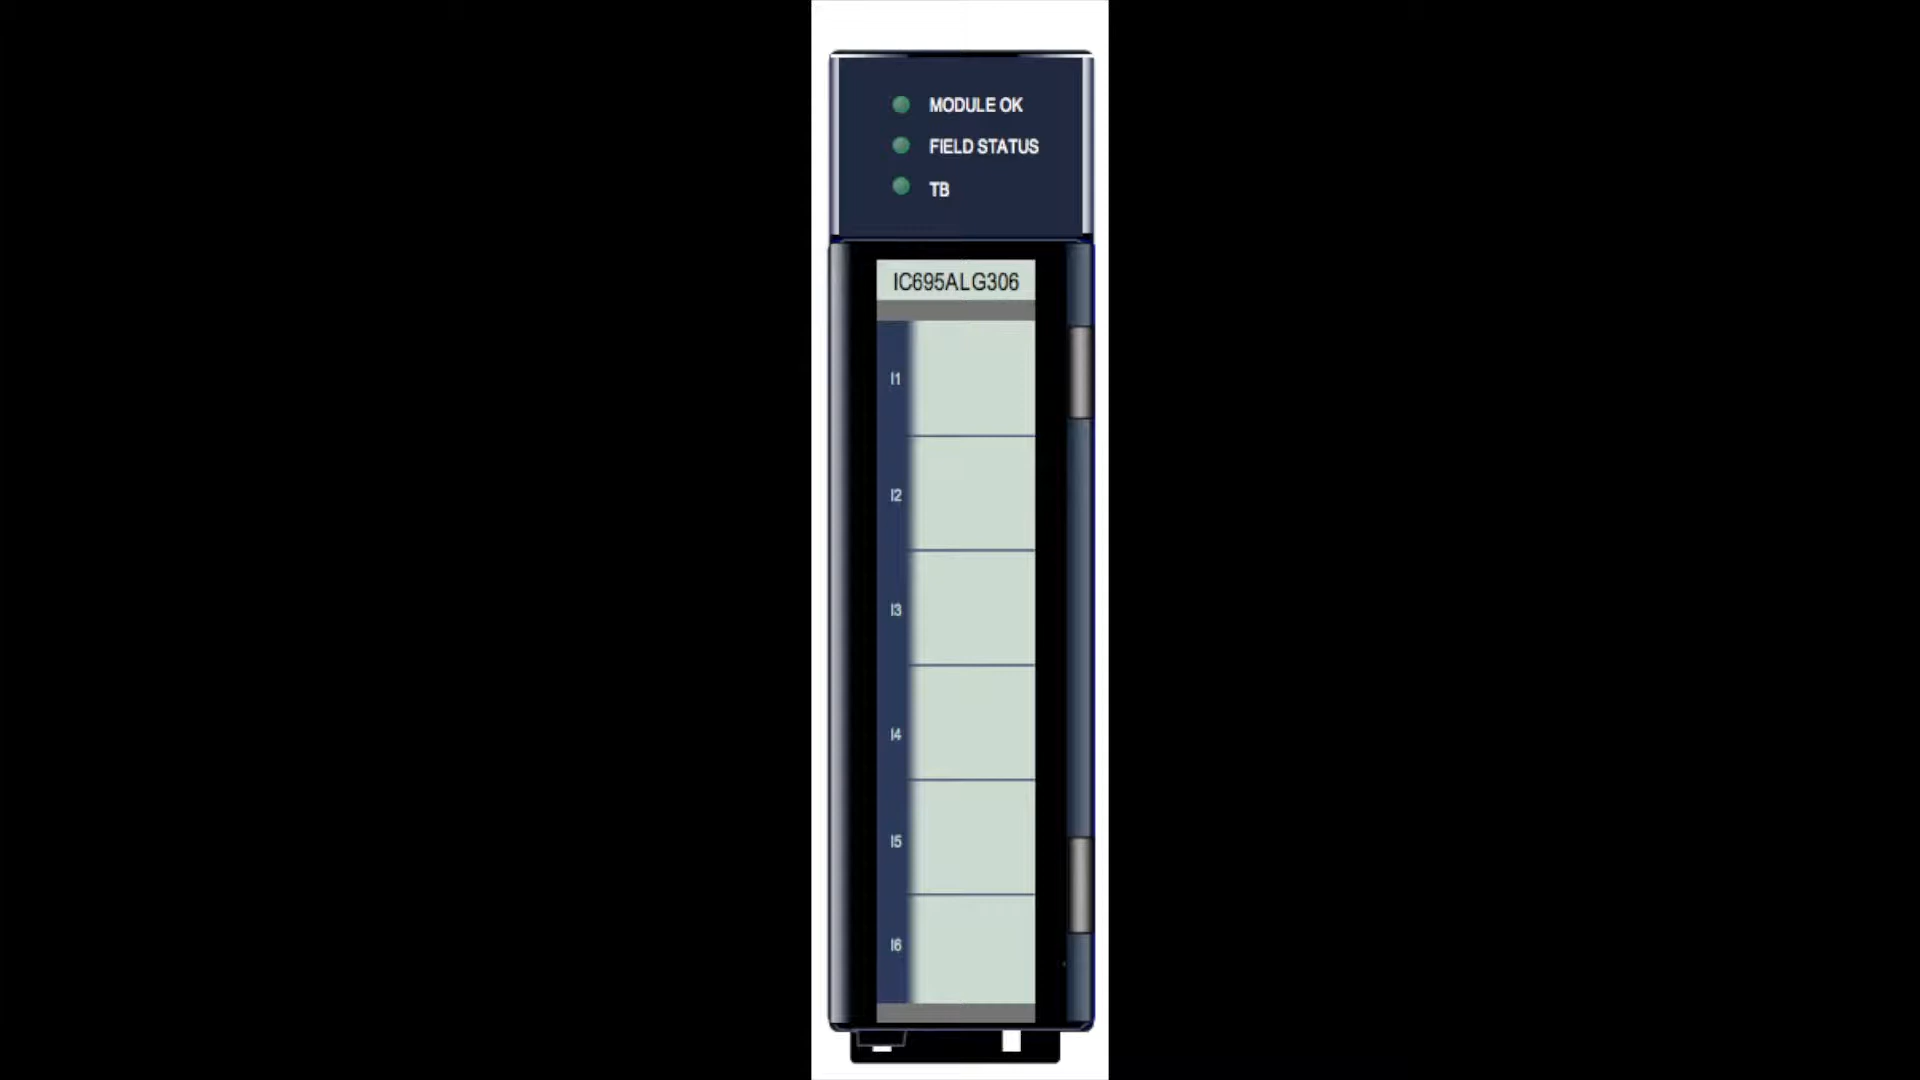 MODULE OK
FIELD STATUS
TB
IC695ALG306
I1
I2
I3
I4
I5
I6